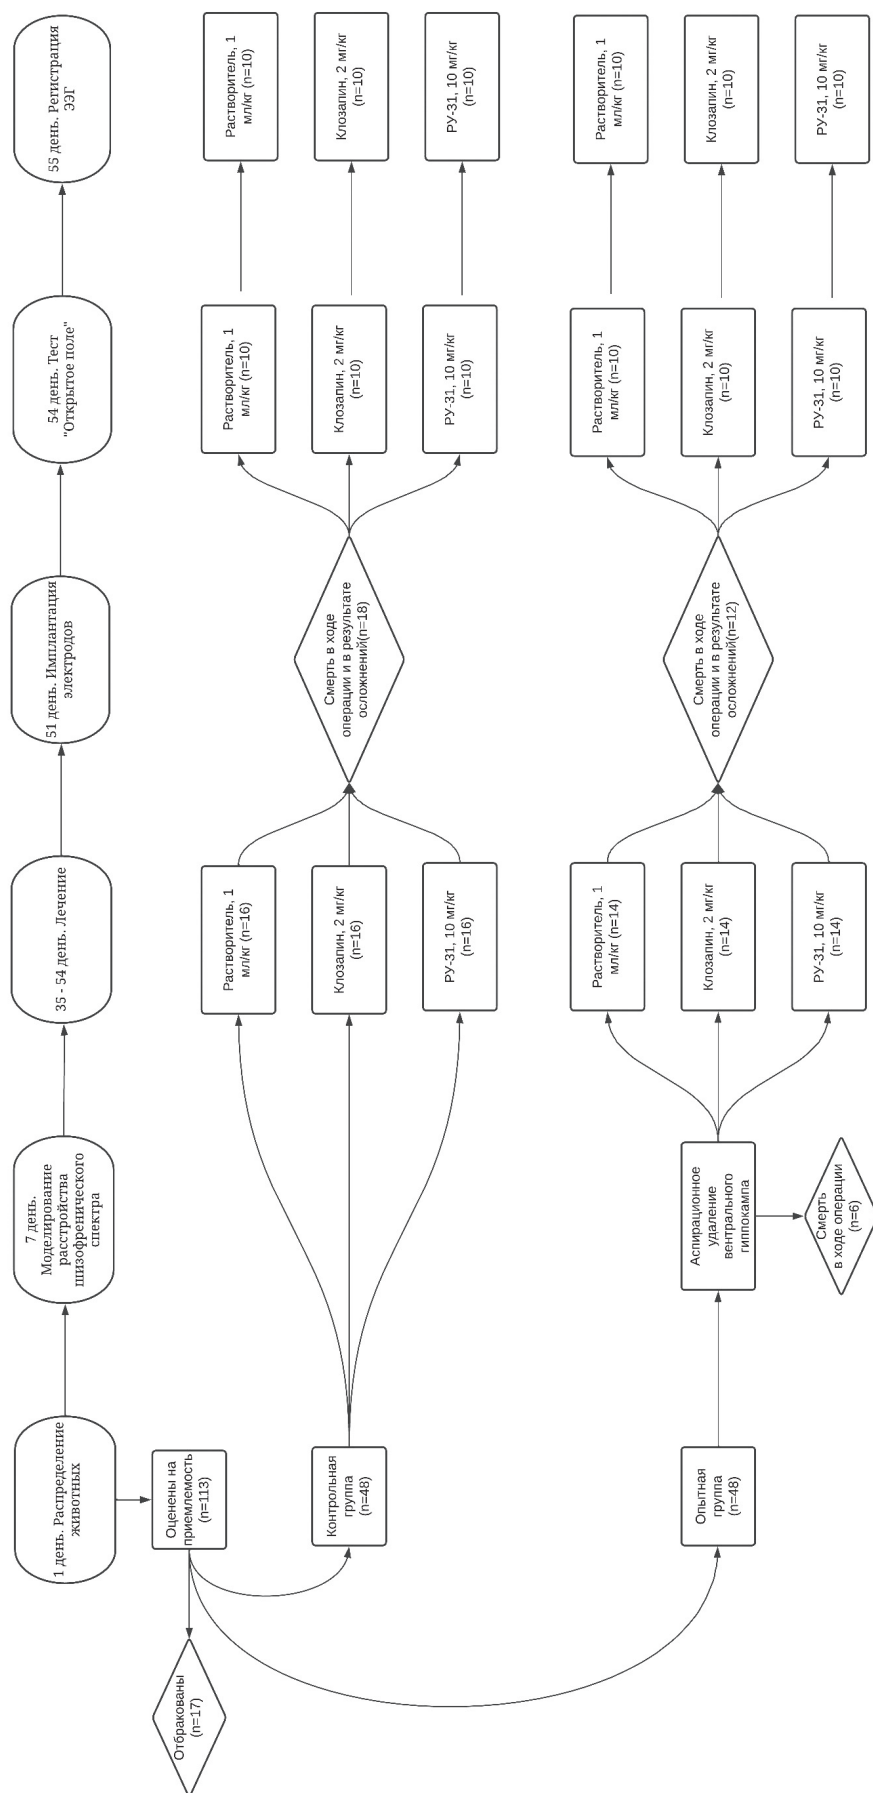 1 день. Распределение
животных
7 день.
Моделирование
расстройства
шизофренического
спектра
35 - 54 день. Лечение
51 день. Имплантация
электродов
54 день. Тест
"Открытое поле"
55 день. Регистрация
ЭЭГ
Отбракованы
(n=17)
Оценены на
приемлемость
(n=113)
Контрольная
группа
(n=48)
Растворитель, 1
мл/кг (n=16)
Клозапин, 2 мг/кг
(n=16)
РУ-31, 10 мг/кг
(n=16)
Смерть в ходе
операции и в результате
осложнений(n=18)
Растворитель, 1
мл/кг (n=10)
Клозапин, 2 мг/кг
(n=10)
РУ-31, 10 мг/кг
(n=10)
Растворитель, 1
мл/кг (n=10)
Клозапин, 2 мг/кг
(n=10)
РУ-31, 10 мг/кг
(n=10)
Опытная
группа
(n=48)
Аспирационное
удаление
вентрального
гиппокампа
Смерть
в ходе операции
(n=6)
Растворитель, 1
мл/кг (n=14)
Клозапин, 2 мг/кг
(n=14)
РУ-31, 10 мг/кг
(n=14)
Смерть в ходе
операции и в результате
осложнений(n=12)
Растворитель, 1
мл/кг (n=10)
Клозапин, 2 мг/кг
(n=10)
РУ-31, 10 мг/кг
(n=10)
Растворитель, 1
мл/кг (n=10)
Клозапин, 2 мг/кг
(n=10)
РУ-31, 10 мг/кг
(n=10)